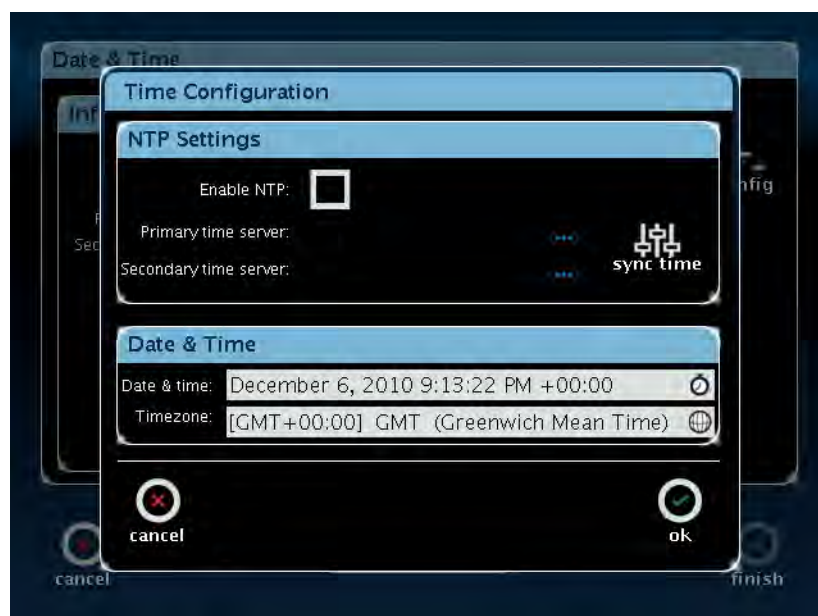 Date & Time
Inf
Time Configuration
NTP Settings
Enable NTP:
nfig
Primary time server:
Sec
Secondary time server:
sync time
Date & Time
Date & time: December 6, 2010 9:13:22 PM +00:00
Timezone: [GMT+00:00] GMT (Greenwich Mean Time)
cancel
ok
cancel
finish